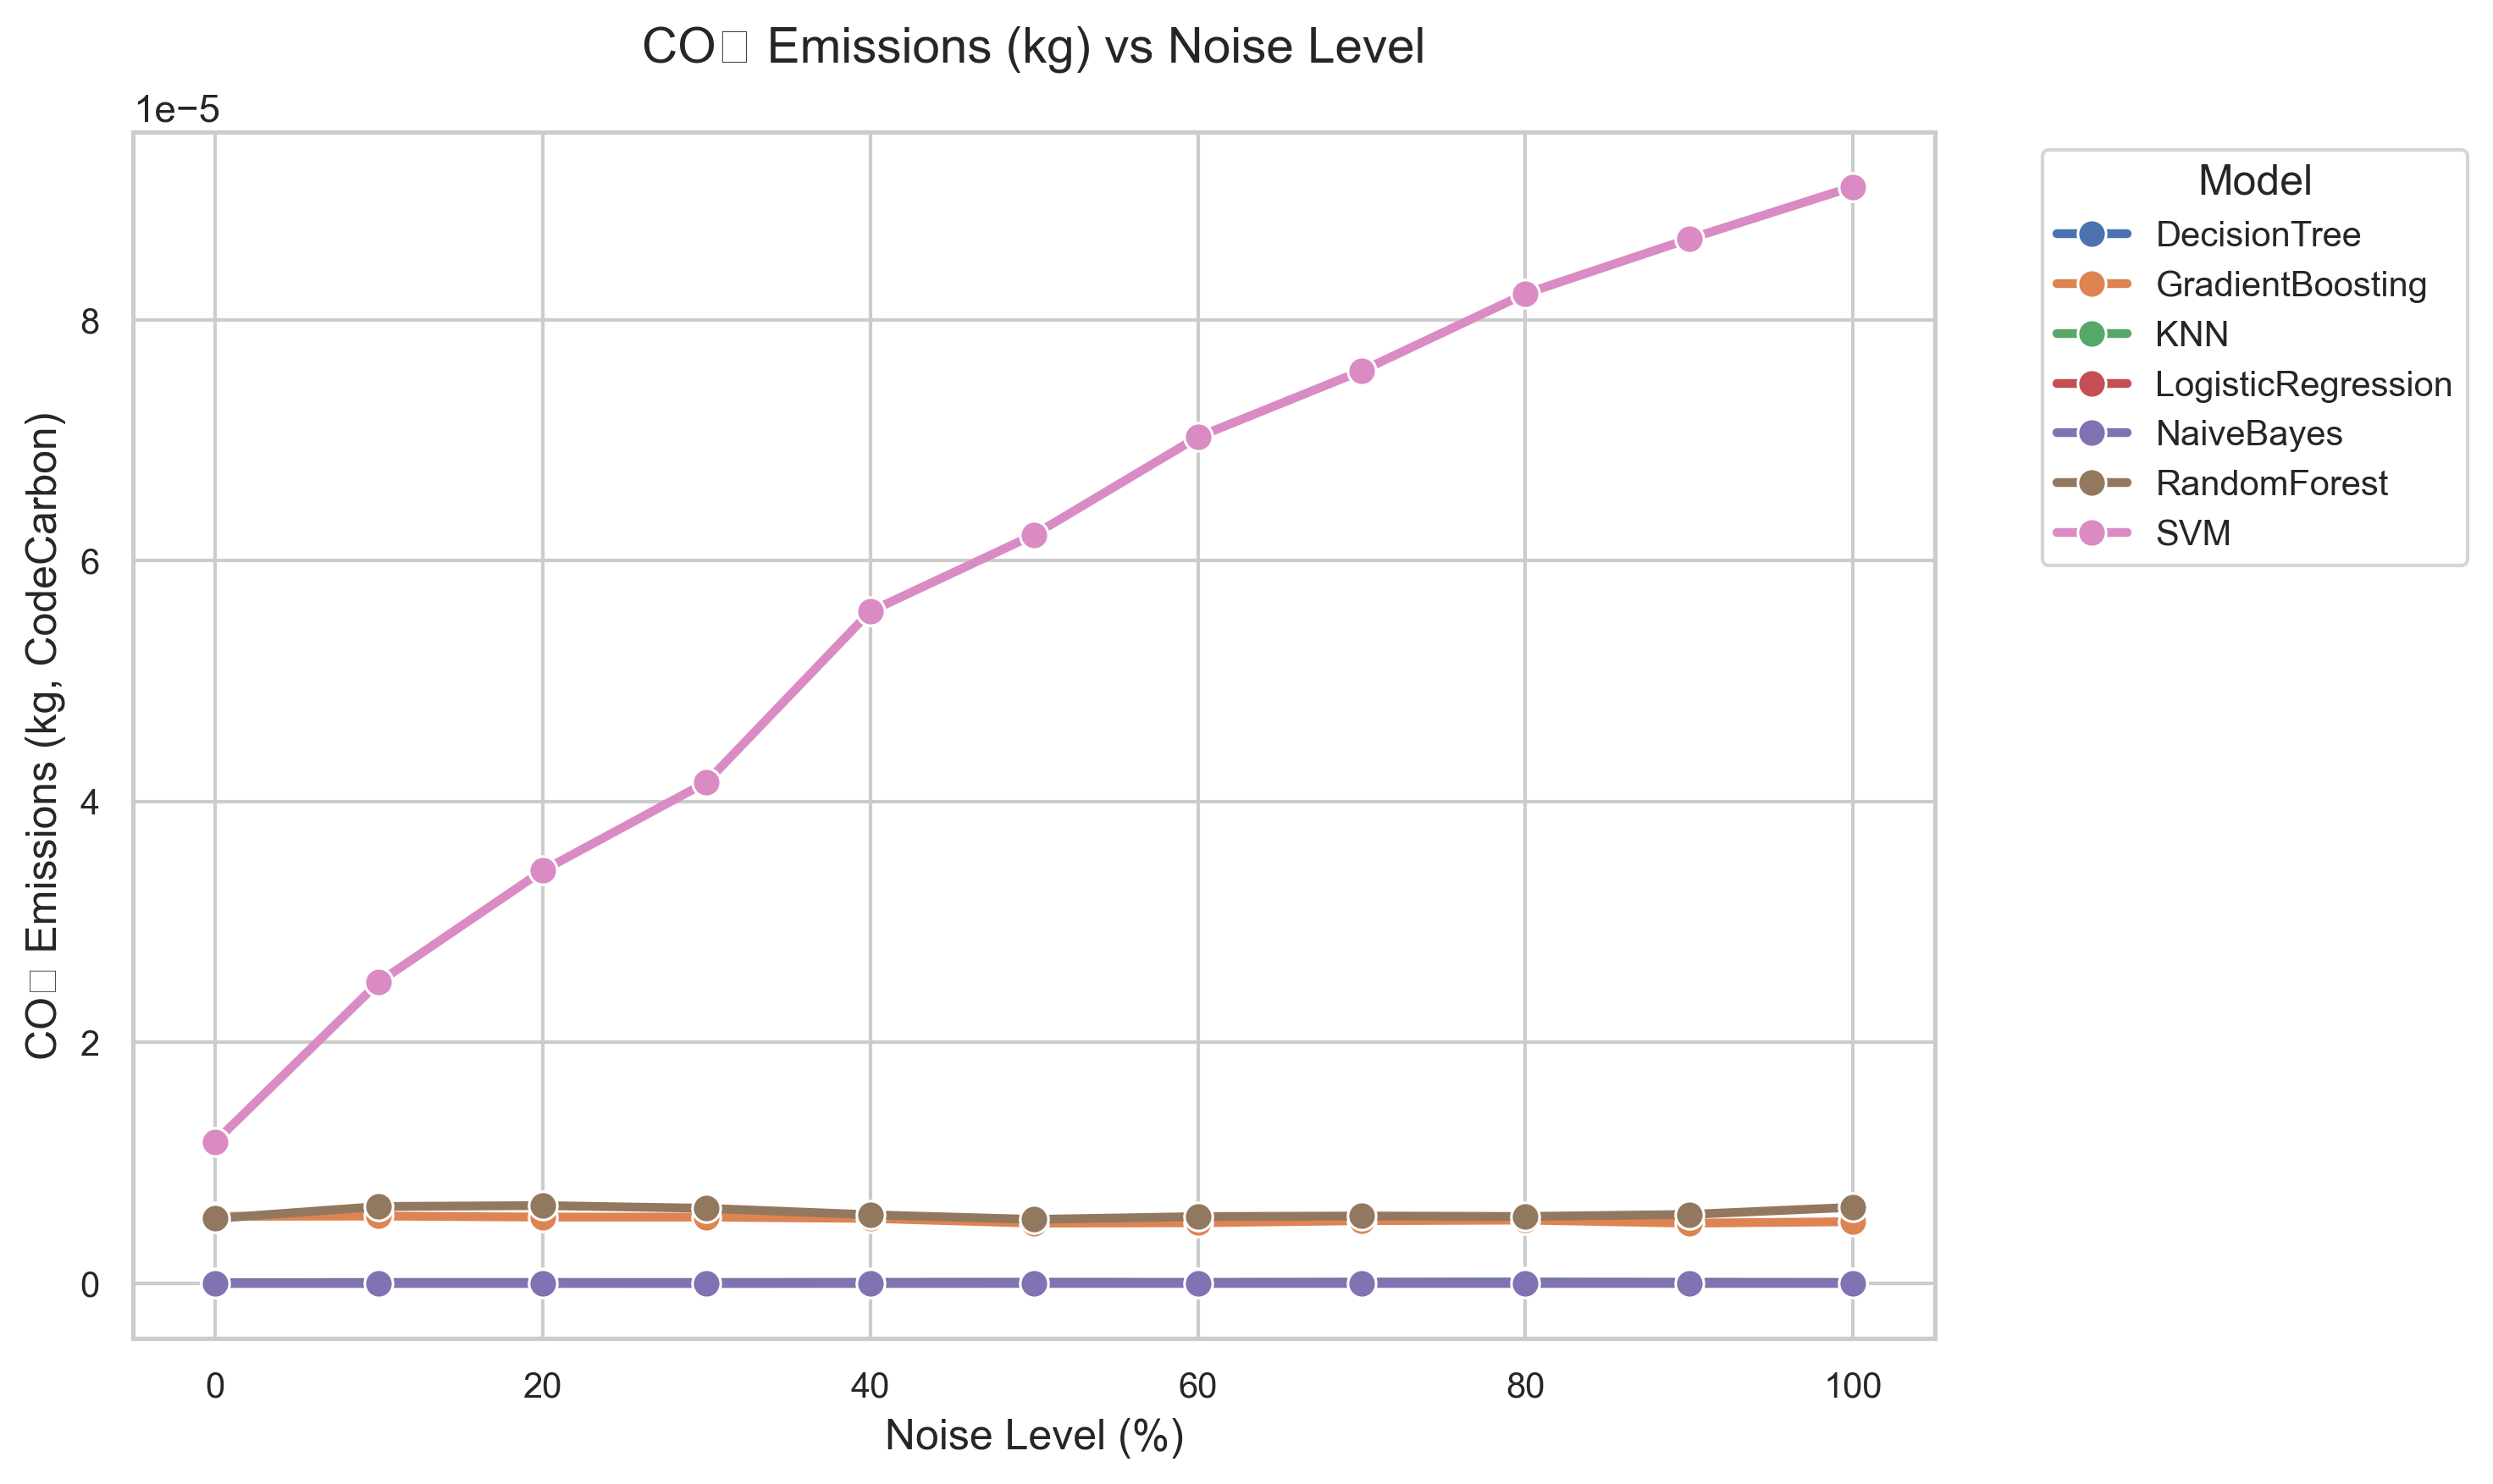 CO□ Emissions (kg) vs Noise Level
1e−5
8
6
4
2
0
CO□ Emissions (kg, CodeCarbon)
0 20 40 60 80 100
Noise Level (%)
Model
DecisionTree
GradientBoosting
KNN
LogisticRegression
NaiveBayes
RandomForest
SVM